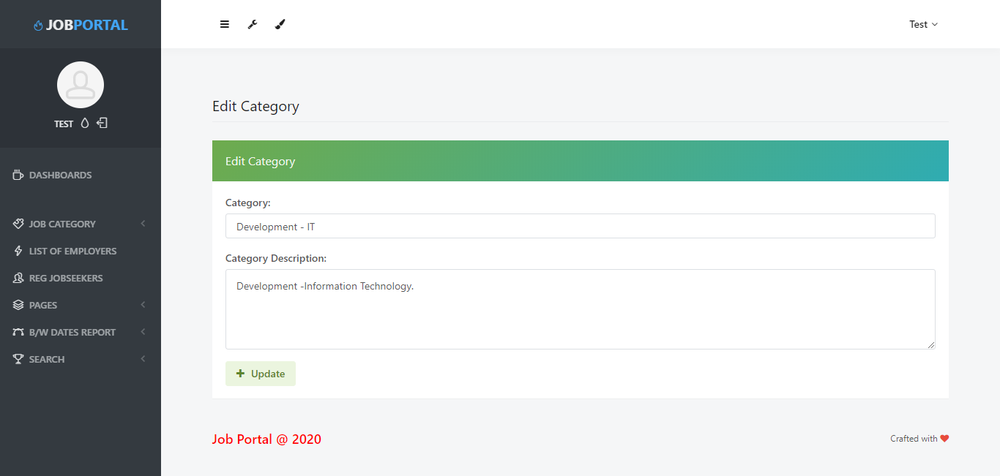 JOBPORTAL
TEST
DASHBOARDS
JOB CATEGORY
LIST OF EMPLOYERS
REG JOBSEEKERS
PAGES
B/W DATES REPORT
SEARCH
Test
Edit Category
Edit Category
Category:
Development - IT
Category Description:
Development -Information Technology.
Update
Job Portal @ 2020
Crafted with